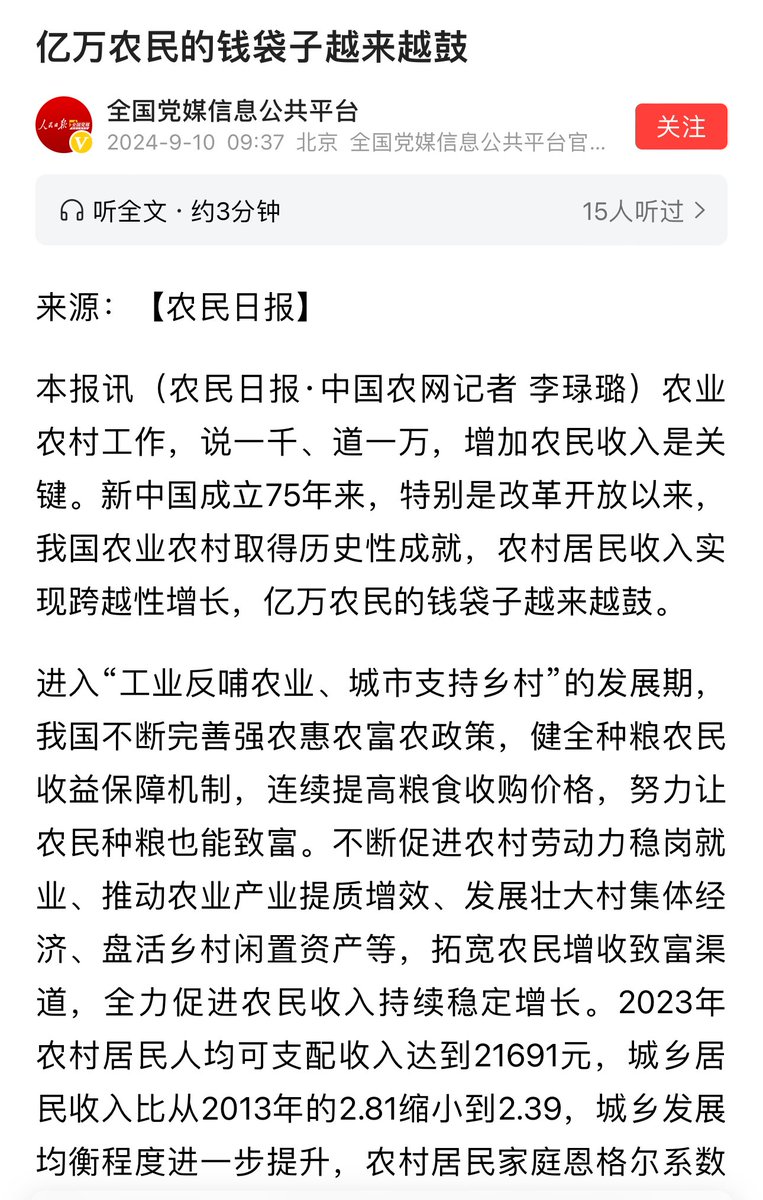 亿万农民的钱袋子越来越鼓
全国党媒信息公共平台
2024-9-10 09:37 北京 全国党媒信息公共平台官...
关注
听全文·约3分钟
15人听过
来源：【农民日报】
本报讯（农民日报·中国农网记者 李琭璐）农业
农村工作，说一千、道一万，增加农民收入是关
键。新中国成立75年来，特别是改革开放以来，
我国农业农村取得历史性成就，农村居民收入实
现跨越性增长，亿万农民的钱袋子越来越鼓。
进入“工业反哺农业、城市支持乡村”的发展期，
我国不断完善强农惠农富农政策，健全种粮农民
收益保障机制，连续提高粮食收购价格，努力让
农民种粮也能致富。不断促进农村劳动力稳岗就
业、推动农业产业提质增效、发展壮大村集体经
济、盘活乡村闲置资产等，拓宽农民增收致富渠
道，全力促进农民收入持续稳定增长。2023年
农村居民人均可支配收入达到21691元，城乡居
民收入比从2013年的2.81缩小到2.39，城乡发展
均衡程度进一步提升，农村居民家庭恩格尔系数